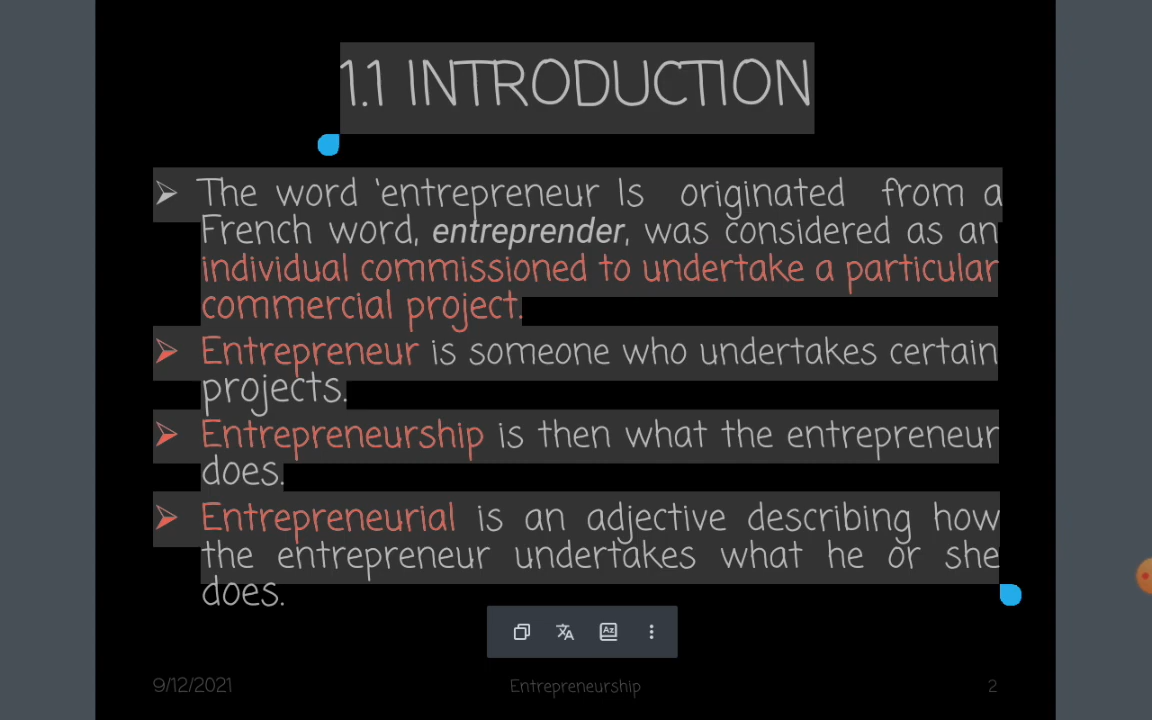 1.1 INTRODUCTION
➢ The word ‘entrepreneur Is originated from a
French word, entreprender, was considered as an
individual commissioned to undertake a particular
commercial project.
➢ Entrepreneur is someone who undertakes certain
projects.
➢ Entrepreneurship is then what the entrepreneur
does.
➢ Entrepreneurial is an adjective describing how
the entrepreneur undertakes what he or she
does.
Az
9/12/2021 Entrepreneurship 2